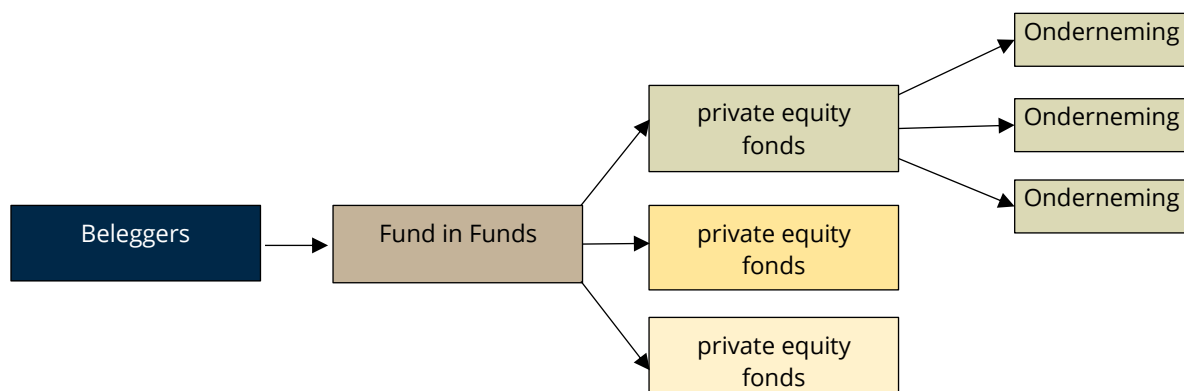 Beleggers
Fund in Funds
private equity
fonds
private equity
fonds
private equity
fonds
Onderneming
Onderneming
Onderneming